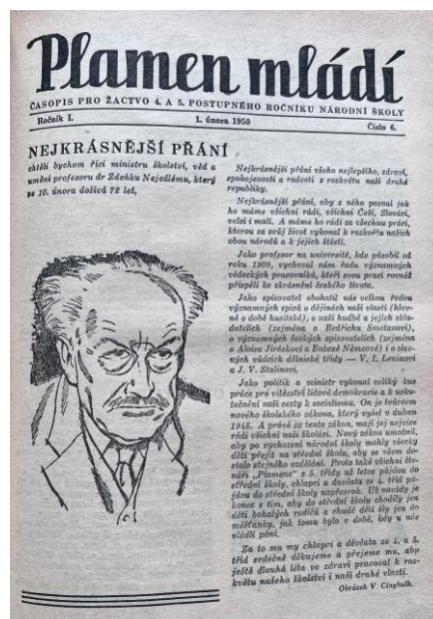 Plamen mládí
ČASOPIS PRO ŽACTVO 4. A 5. POSTUPNÉHO ROČNÍKU NÁRODNÍ ŠKOLY
Ročník I.
1. února 1950
Číslo 6.
NEJKRÁSNĚJŠÍ PŘÁNÍ
chtěli bychom říci ministru školství, věd a
umění profesoru dr Zdeňku Nejedlému, který
se 10. února dožívá 72 let.
Nejkrásnější přání všeho nejlepšího, zdraví,
spokojenosti a radosti z rozkvětu naší drahé
republiky.
Nejkrásnější přání, aby z něho poznal jak
ho máme všichni rádi, všichni Češi, Slováci,
velcí i malí. A máme ho rádi za všechnu práci,
kterou za svůj život vykonal k rozkvětu našich
obou národů a k jejich štěstí.
Jako profesor na universitě, kde působil od
roku 1909, vychoval nám řadu významných
vědeckých pracovníků, kteří svou prací rovněž
přispěli ke zkrásnění českého života.
Jako spisovatel obohatil nás velkou řadou
významných spisů o dějinách naší vlasti (hlav-
ně o době husitské), o naší hudbě a jejích skla-
datelích (zejména o Bedřichu Smetanovi),
o významných českých spisovatelích (zejména
o Aloisu Jiráskovi a Boženě Němcové) i o slav-
ných vůdcích dělnické třídy — V. I. Leninovi
a J. V. Stalinovi.
Jako politik a ministr vykonal veliký kus
práce pro vítězství lidové demokracie a k usku-
tečnění naší cesty k socialismu. On je tvůrcem
nového školského zákona, který vyšel v dubnu
1948. A právě za tento zákon, mají jej nejvíce
rádi všichni naši školáci. Nový zákon umožnil,
aby po vychození národní školy mohly všecky
děti přejít na střední školu, aby se všem do-
stalo stejného vzdělání. Proto také všichni čte-
náři „Plamene“ z 5. třídy už letos půjdou do
střední školy, chlapci a děvčata ze 4. tříd pů-
jdou do střední školy napřesrok. Už navždy je
konec s tím, aby do střední školy chodily jen
děti bohatých rodičů a chudé děti šly jen do
měšťanky, jak tomu bylo v době, kdy u nás
vládli páni.
Za to mu my chlapci a děvčata ze 4. a 5.
tříd srdečně děkujeme a přejeme mu, aby
ještě dlouhá léta ve zdraví pracoval k roz-
květu našeho školství i naší drahé vlasti.
Obrázek V. Cinybulk.